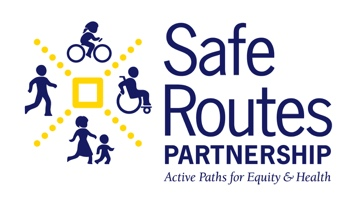 Safe
Routes
PARTNERSHIP
Active Paths for Equity & Health